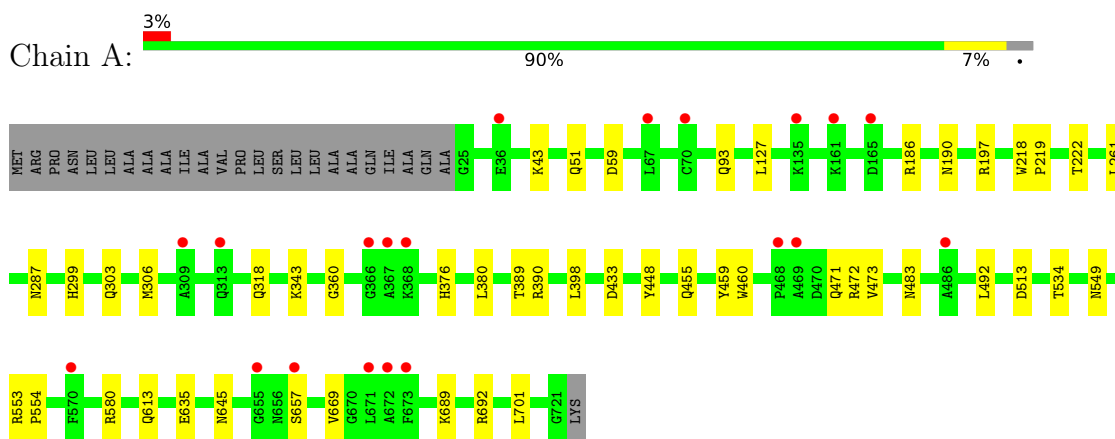 3%
Chain A:
90% 7% •
MET ARG PRO ASN LEU LEU ALA ALA ALA ILE ALA VAL PRO LEU SER LEU LEU ALA ALA GLN ILE ALA GLN ALA G25 E36 K43 Q51 D59 L67 C70 Q93 L127 K135 K161 D165 R186 N190 R197 W218 P219 T222 L261
N287 H299 Q303 M306 A309 Q313 Q318 K343 G360 G366 A367 K368 H376 L380 T389 R390 L398 D433 Y448 Q455 Y459 W460 P468 A469 D470 Q471 R472 V473 N483 A486 L492 D513 T534 N549
R553 P554 F570 R580 Q613 E635 N645 G655 N656 S657 V669 G670 L671 A672 F673 K689 R692 L701 G721 LYS